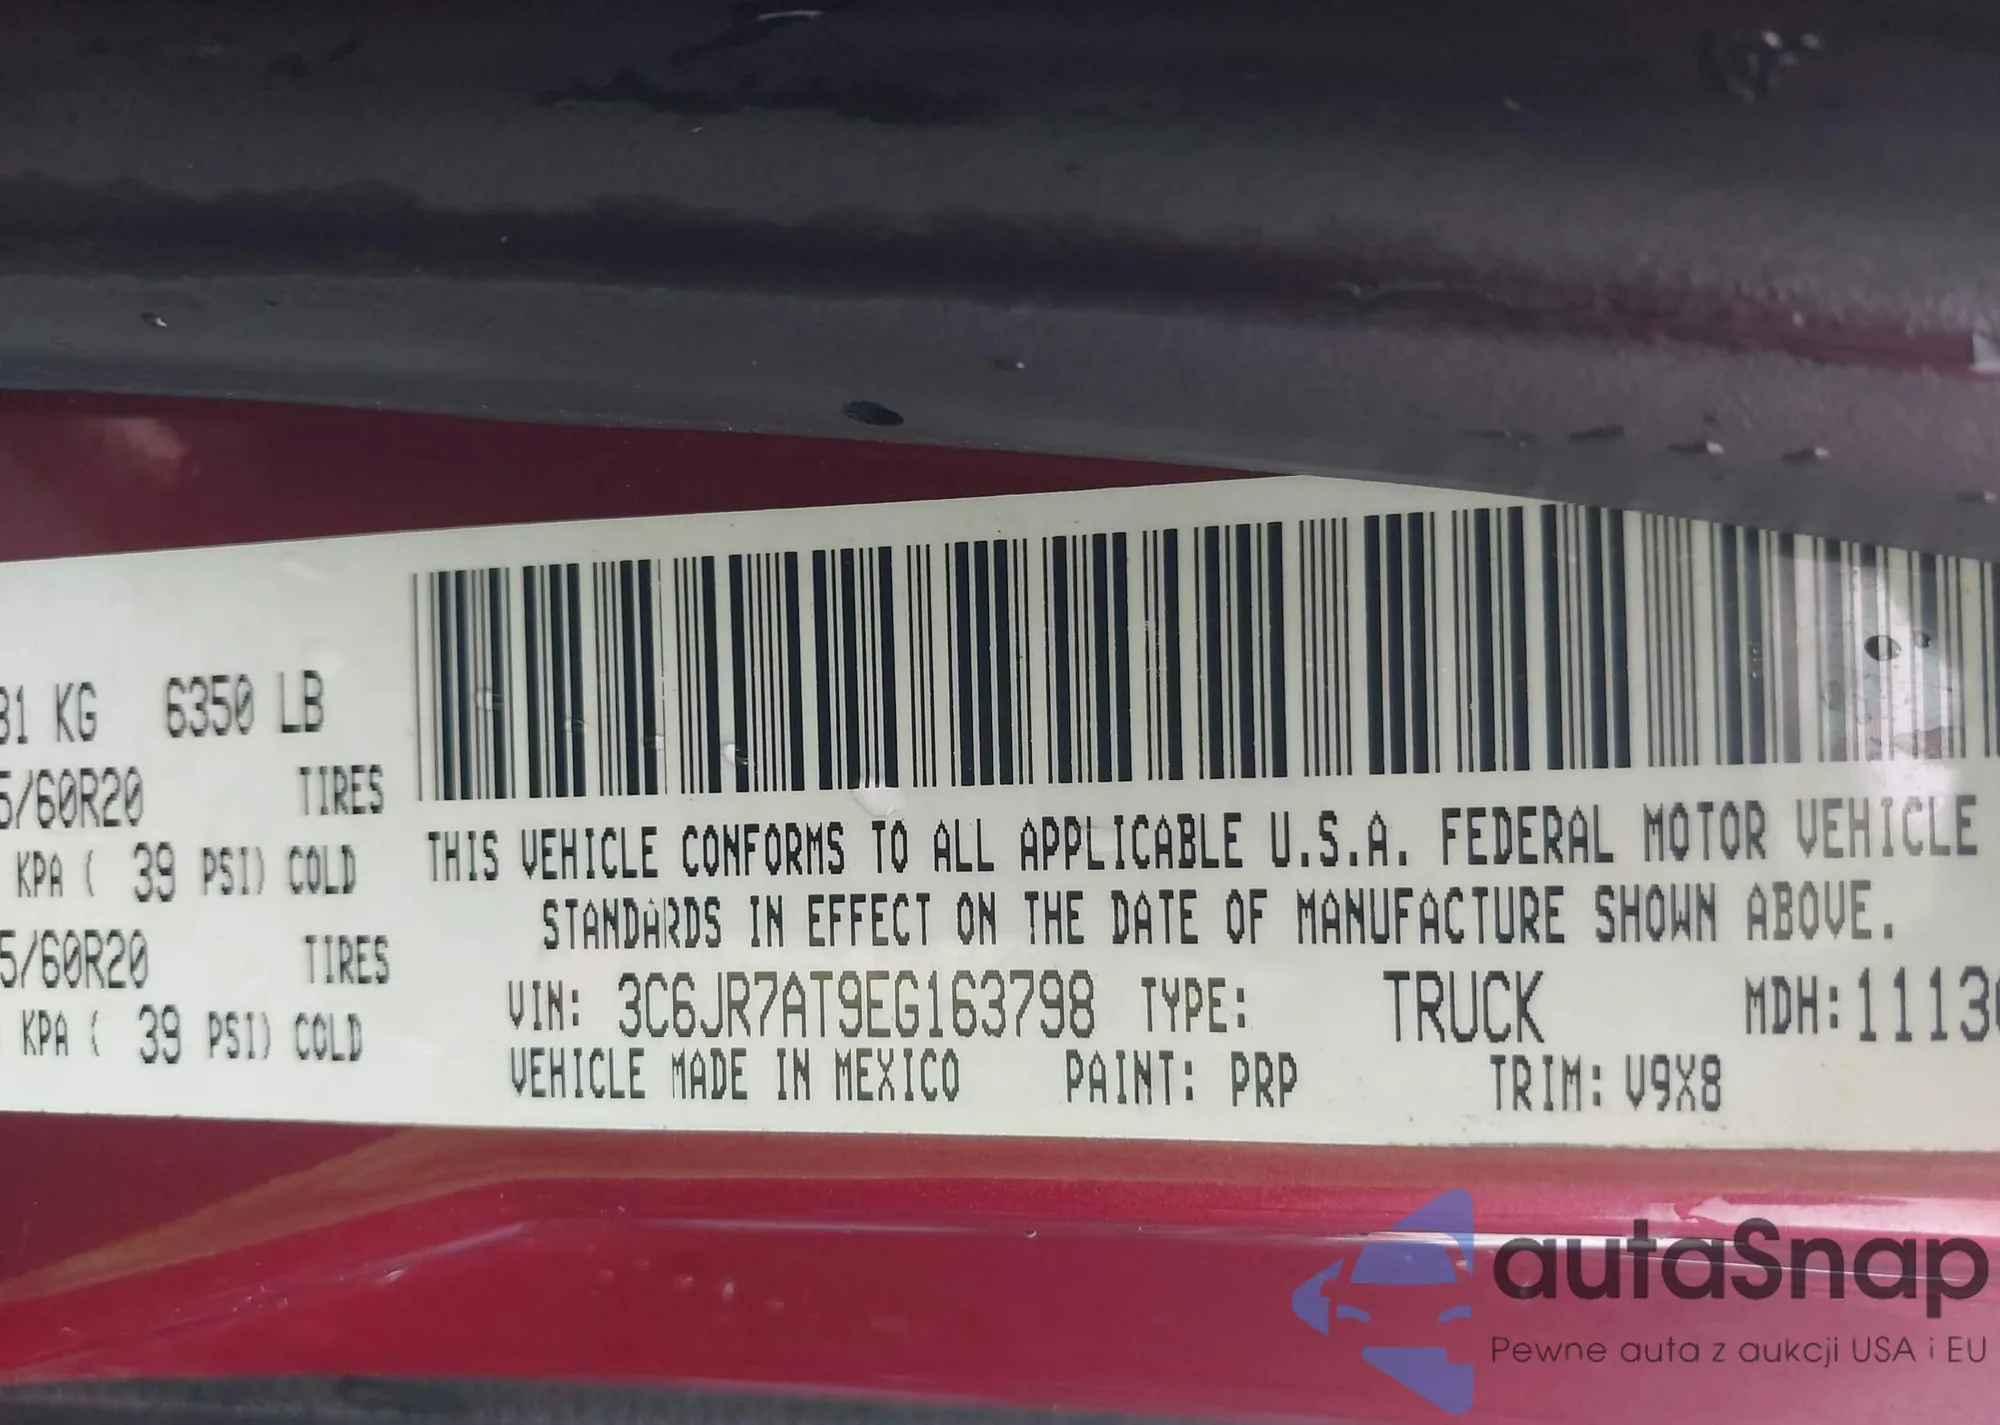 31 KG 6350 LB
5/60R20 TIRES
KPA ( 39 PSI) COLD
5/60R20 TIRES
KPA ( 39 PSI) COLD
THIS VEHICLE CONFORMS TO ALL APPLICABLE U.S.A. FEDERAL MOTOR VEHICLE
STANDARDS IN EFFECT ON THE DATE OF MANUFACTURE SHOWN ABOVE.
VIN: 3C6JR7AT9EG163798 TYPE: TRUCK MDH: 1113
VEHICLE MADE IN MEXICO PAINT: PRP TRIM: V9X8
autaSnap
Pewne auta z aukcji USA i EU